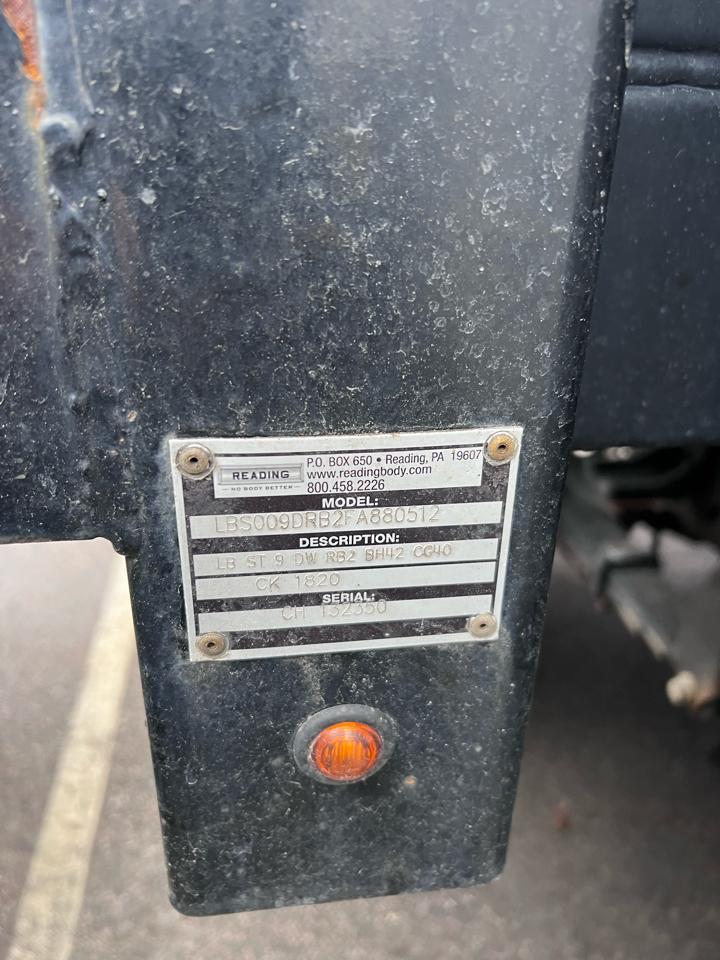 READING
NO BODY BETTER
P.O. BOX 650 • Reading, PA 19607
www.readingbody.com
800.458.2226
MODEL:
LBS009DRB2FA880512
DESCRIPTION:
LB ST 9 DW RB2 BH42 CG40
CK 1820
SERIAL:
CH 132350